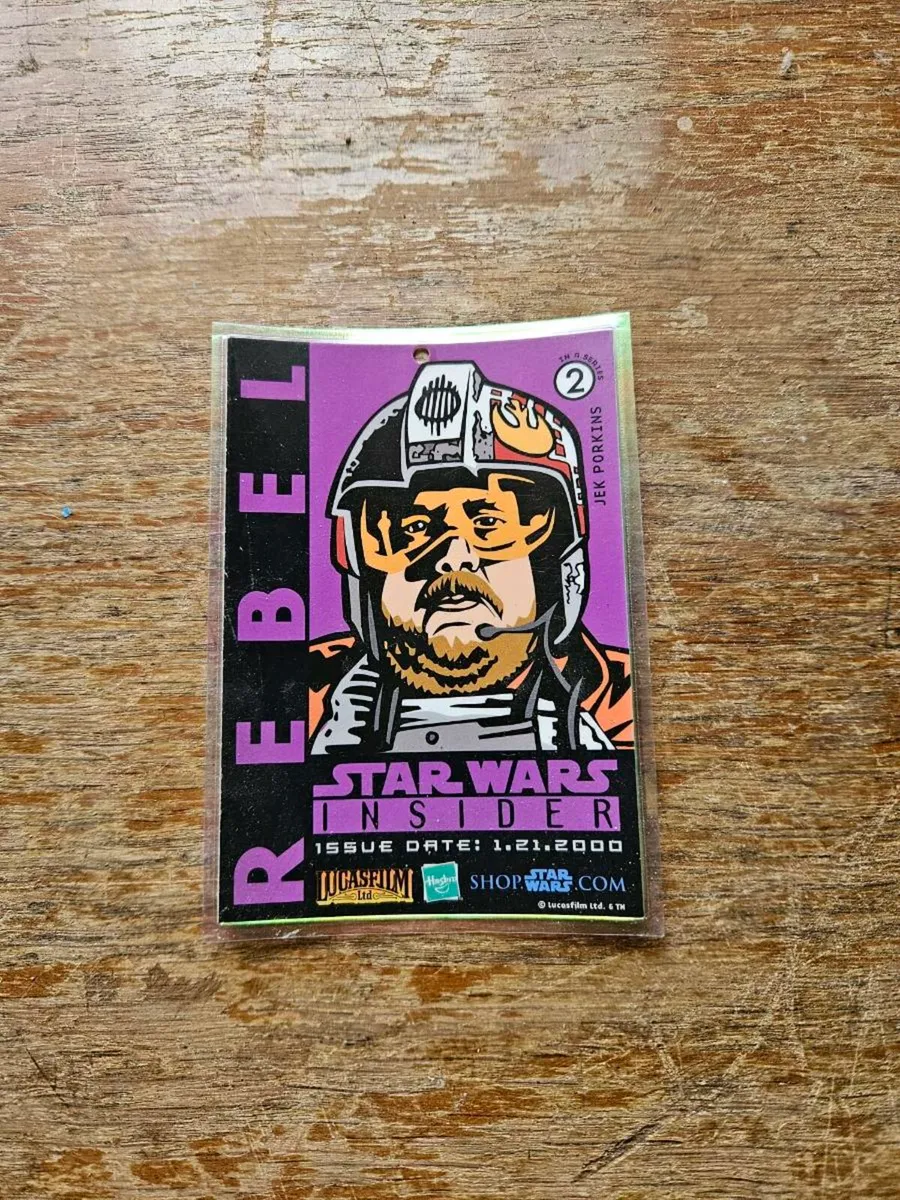 REBEL
IN A SERIES
2
JEK PORKINS
STAR WARS
INSIDER
ISSUE DATE: 1.21.2000
LUCASFILM
Ltd
Hasbro
SHOP STAR WARS .COM
© Lucasfilm Ltd. & TM